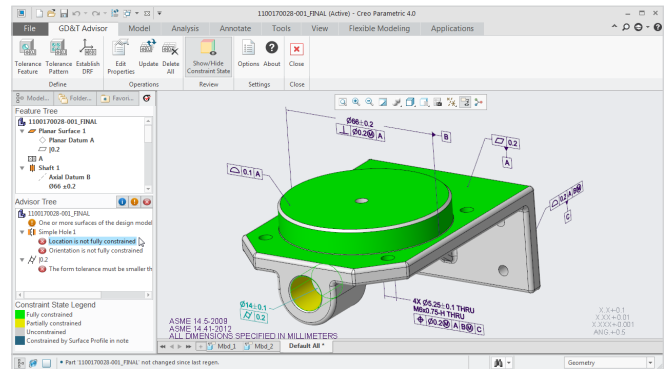 1100170028-001_FINAL (Active) - Creo Parametric 4.0
File GD&T Advisor Model Analysis Annotate Tools View Flexible Modeling Applications
Tolerance Feature
Tolerance Pattern
Establish DRF
Edit Properties
Update
Delete All
Show/Hide Constraint State
Options
About
Close
Define Operations Review Settings Close
Model... Folder... Favori...
Feature Tree
1100170028-001_FINAL
Planar Surface 1
Planar Datum A
|0.2
A
Shaft 1
Axial Datum B
Ø66 ±0.2
Advisor Tree
1100170028-001_FINAL
One or more surfaces of the design model
Simple Hole 1
Location is not fully constrained
Orientation is not fully constrained
|0.2
The form tolerance must be smaller th
Constraint State Legend
Fully constrained
Partially constrained
Unconstrained
Constrained by Surface Profile in note
Ø66±0.2
Ø0.2Ⓜ A
B
0.2
A
0.1 A
0.2 A BⓂ
C
Ø14±0.1
0.2
4X Ø5.25±0.1 THRU
M6x0.75-H THRU
Ø0.2Ⓜ A BⓂ C
ASME 14.5-2009
ASME 14.41-2012
ALL DIMENSIONS SPECIFIED IN MILLIMETERS
X.X±0.1
X.XX±0.01
X.XXX±0.001
ANG.±0.5
Mbd_1 Mbd_2 Default All *
• Part '1100170028-001_FINAL' not changed since last regen.
Geometry